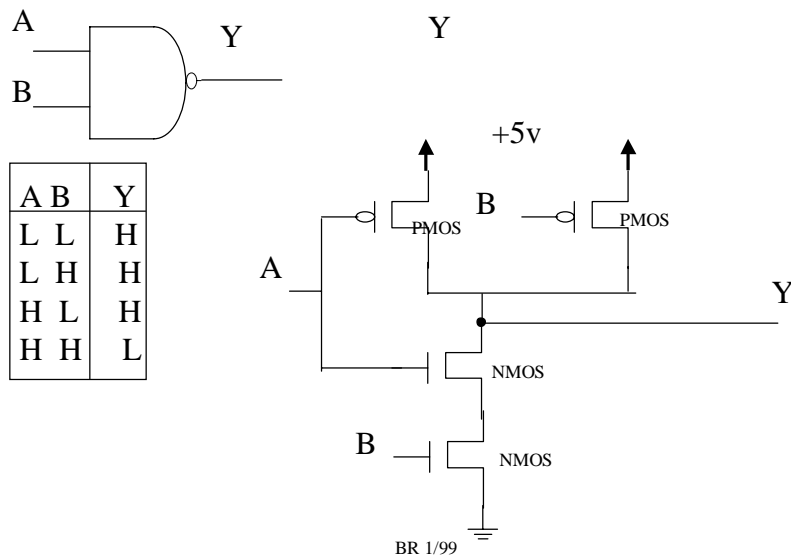 A
Y
B
Y
+5v
A B Y
L L H
L H H
H L H
H H L
PMOS
B
PMOS
A
Y
NMOS
B
NMOS
BR 1/99